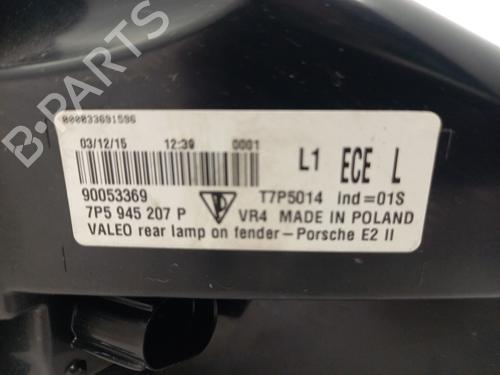 000033691596
03/12/15 12:39 0001
L1 ECE L
90053369 T7P5014 ind=01S
7P5 945 207 P VR4 MADE IN POLAND
VALEO rear lamp on fender-Porsche E2 II
B-PARTS